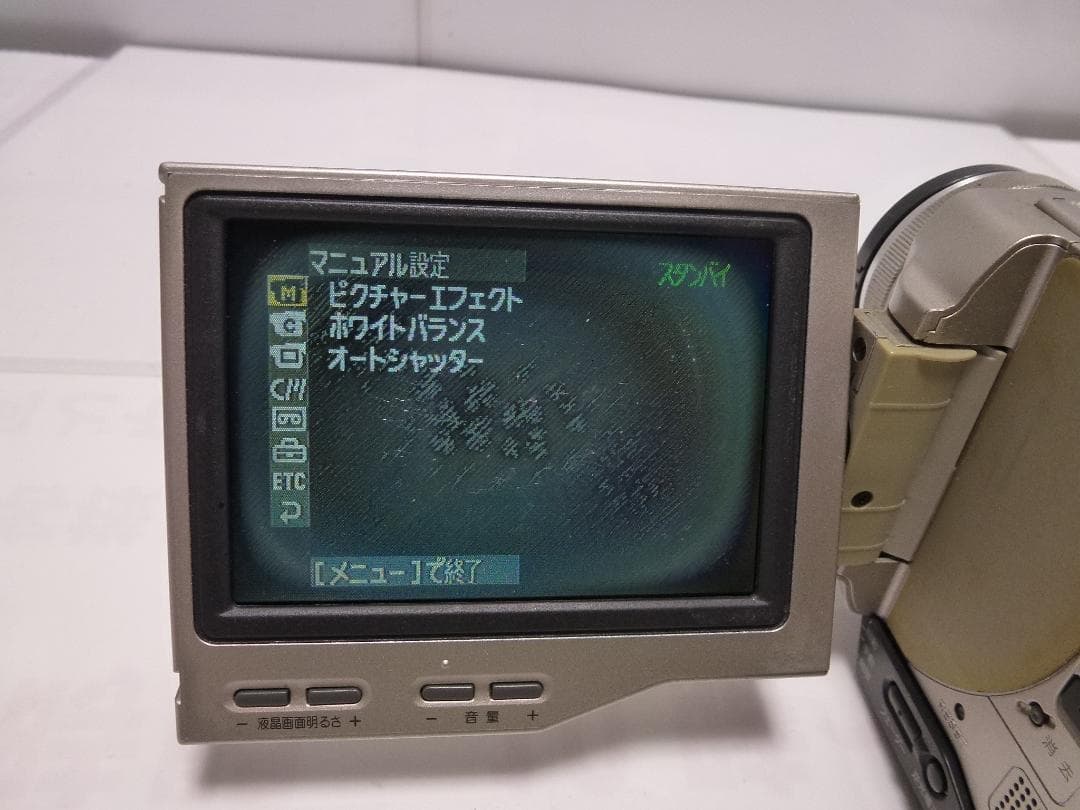 マニュアル設定
スタンバイ
M
ピクチャーエフェクト
ホワイトバランス
オートシャッター
C
ETC
[メニュー]で終了
− 液晶画面明るさ +
− 音量 +
消去